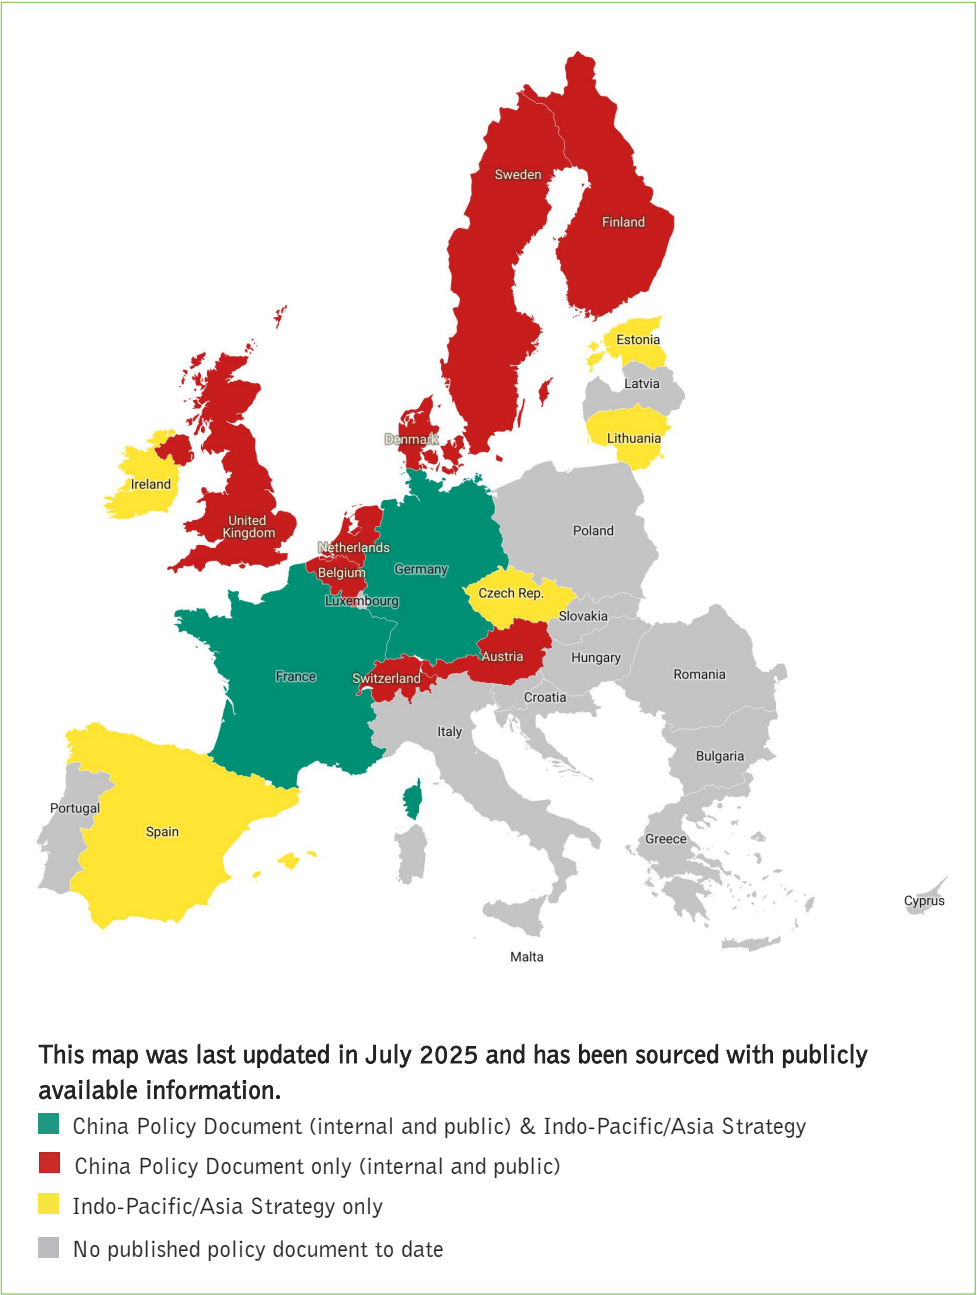 Sweden
Finland
Estonia
Latvia
Denmark
Lithuania
Ireland
United
Kingdom
Poland
Netherlands
Germany
Belgium
Czech Rep.
Luxembourg
Slovakia
Austria
Hungary
France
Switzerland
Romania
Croatia
Italy
Bulgaria
Portugal
Spain
Greece
Cyprus
Malta
This map was last updated in July 2025 and has been sourced with publicly
available information.
China Policy Document (internal and public) & Indo-Pacific/Asia Strategy
China Policy Document only (internal and public)
Indo-Pacific/Asia Strategy only
No published policy document to date